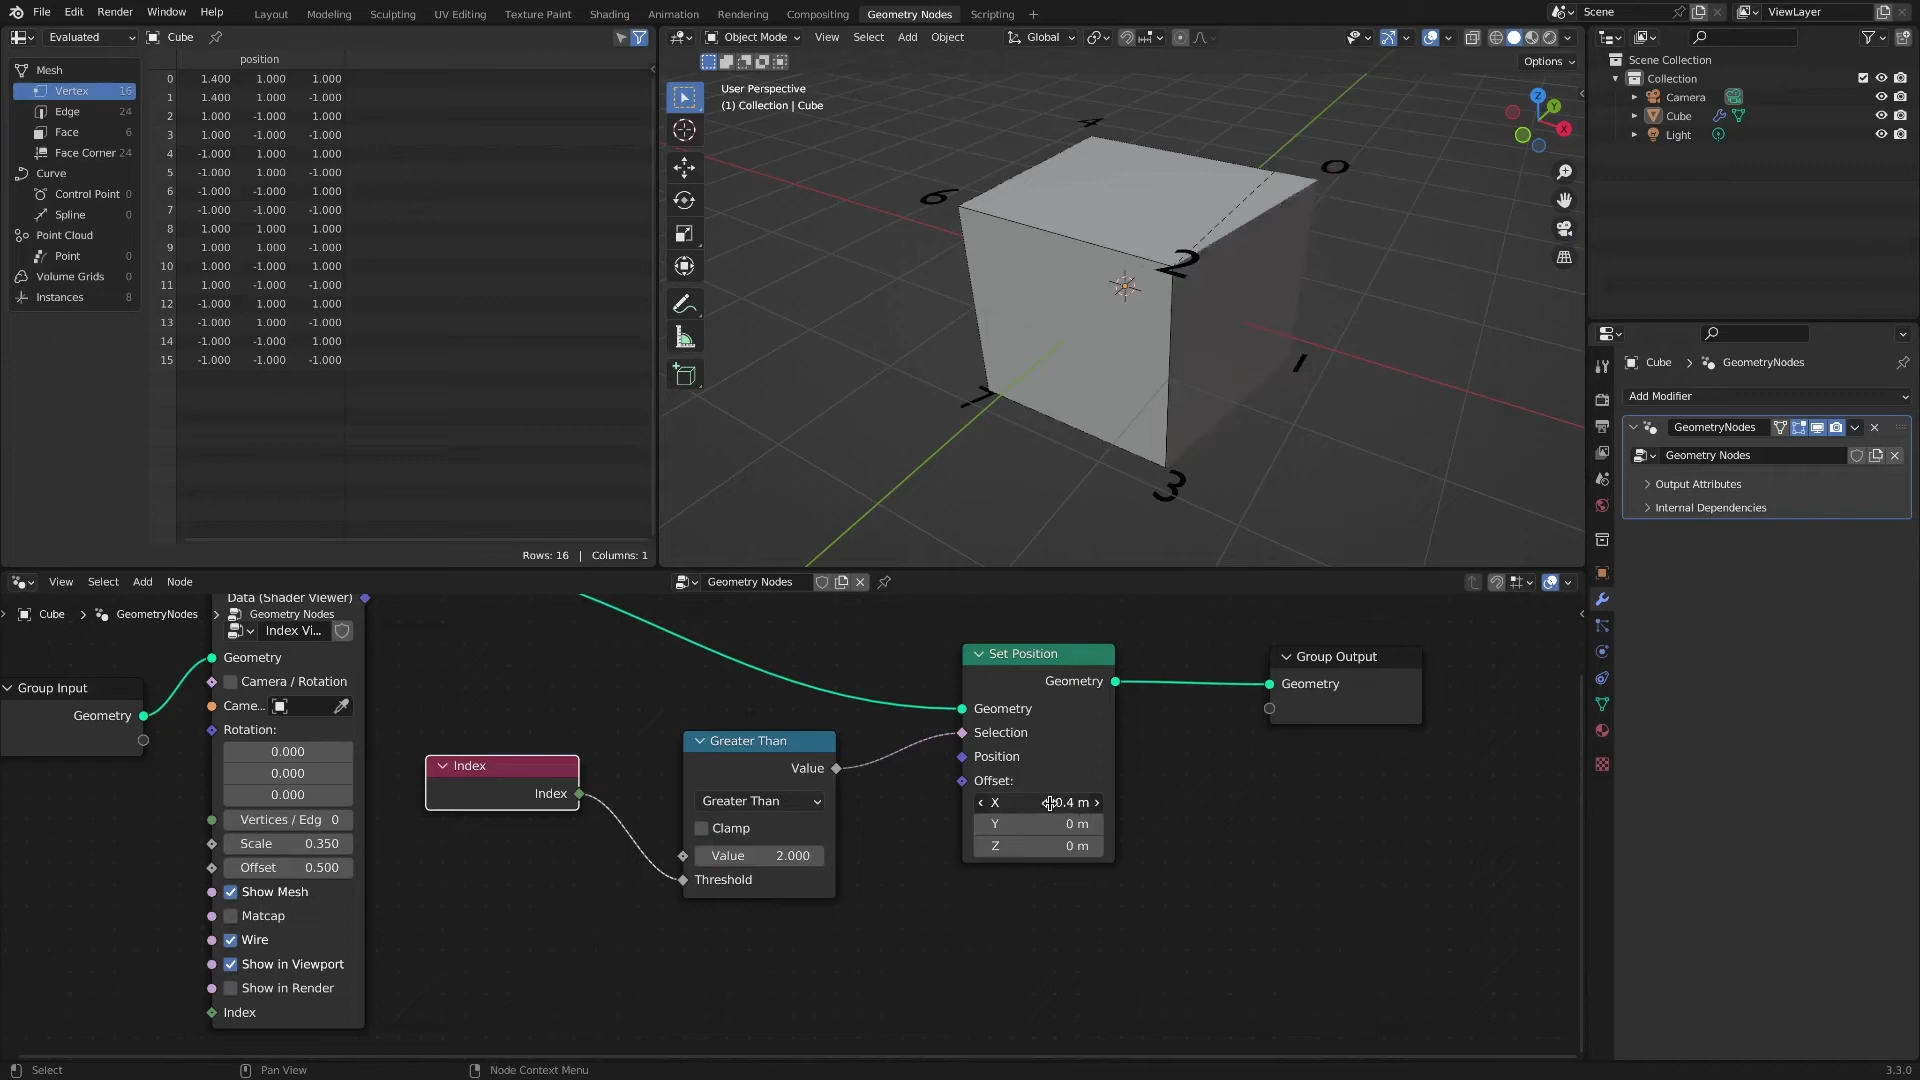 File Edit Render Window Help Layout Modeling Sculpting UV Editing Texture Paint Shading Animation Rendering Compositing Geometry Nodes Scripting + Scene ViewLayer
Evaluated Cube
position
Mesh
Vertex 16
Edge 24
Face 6
Face Corner 24
Curve
Control Point 0
Spline 0
Point Cloud
Point 0
Volume Grids 0
Instances 8
0 1.400 1.000 1.000
1 1.400 1.000 -1.000
2 1.000 -1.000 1.000
3 1.000 -1.000 -1.000
4 -1.000 1.000 1.000
5 -1.000 1.000 -1.000
6 -1.000 -1.000 1.000
7 -1.000 -1.000 -1.000
8 1.000 1.000 1.000
9 1.000 1.000 -1.000
10 1.000 -1.000 1.000
11 1.000 -1.000 -1.000
12 -1.000 1.000 1.000
13 -1.000 1.000 -1.000
14 -1.000 -1.000 1.000
15 -1.000 -1.000 -1.000
Rows: 16 | Columns: 1
Object Mode View Select Add Object Global
Options
User Perspective
(1) Collection | Cube
Z
Y
X
4
0
6
2
1
7
3
Scene Collection
Collection
Camera
Cube
Light
Cube > GeometryNodes
Add Modifier
GeometryNodes
Geometry Nodes
Output Attributes
Internal Dependencies
View Select Add Node Geometry Nodes
Cube > GeometryNodes > Geometry Nodes
Group Input
Geometry
Data (Shader Viewer)
Index Vi...
Geometry
Camera / Rotation
Came...
Rotation:
0.000
0.000
0.000
Vertices / Edg 0
Scale 0.350
Offset 0.500
Show Mesh
Matcap
Wire
Show in Viewport
Show in Render
Index
Index
Index
Greater Than
Value
Greater Than
Clamp
Value 2.000
Threshold
Set Position
Geometry
Geometry
Selection
Position
Offset:
X 0.4 m
Y 0 m
Z 0 m
Group Output
Geometry
Select Pan View Node Context Menu 3.3.0